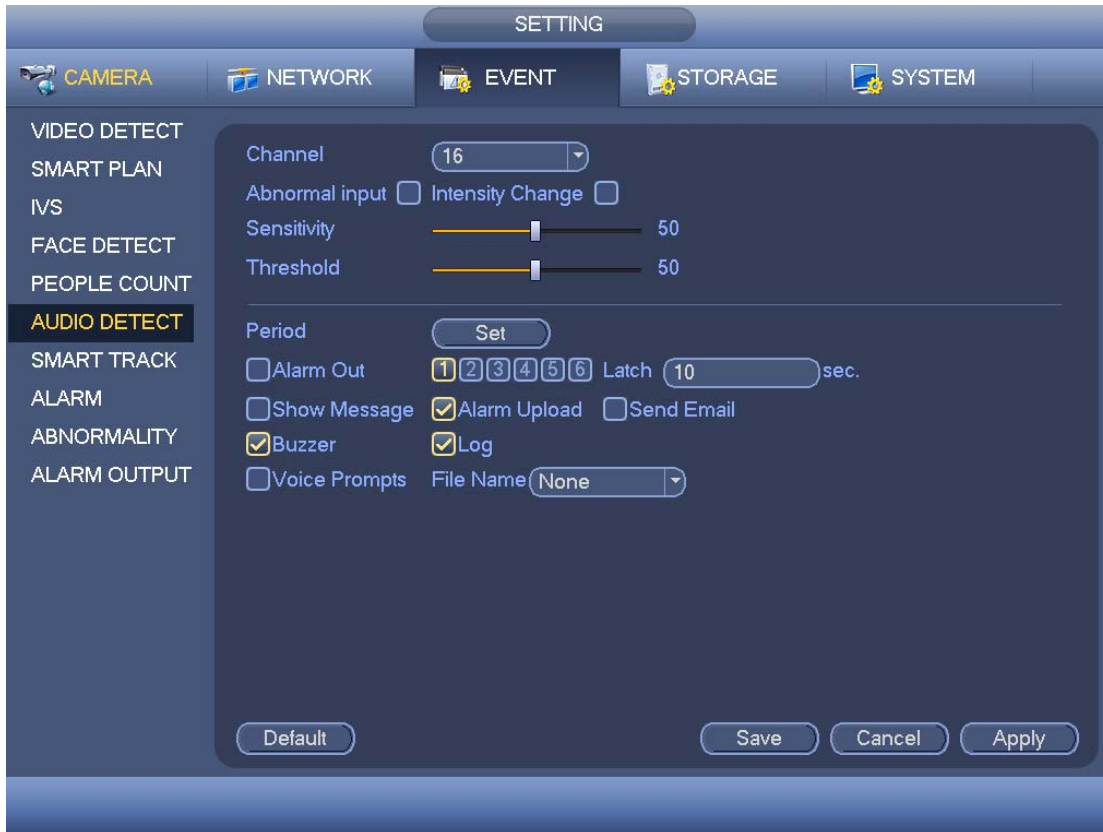 SETTING
CAMERA NETWORK EVENT STORAGE SYSTEM
VIDEO DETECT
SMART PLAN
IVS
FACE DETECT
PEOPLE COUNT
AUDIO DETECT
SMART TRACK
ALARM
ABNORMALITY
ALARM OUTPUT
Channel 16
Abnormal input Intensity Change
Sensitivity 50
Threshold 50
Period Set
Alarm Out 1 2 3 4 5 6 Latch 10 sec.
Show Message Alarm Upload Send Email
Buzzer Log
Voice Prompts File Name None
Default Save Cancel Apply